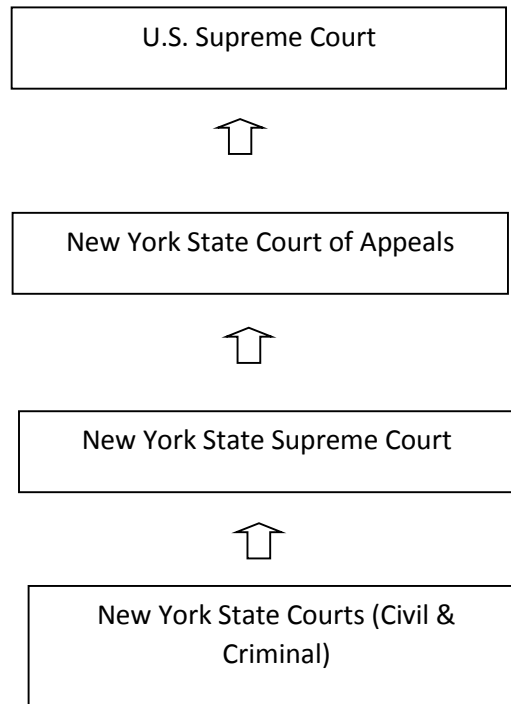 U.S. Supreme Court
New York State Court of Appeals
New York State Supreme Court
New York State Courts (Civil &
Criminal)